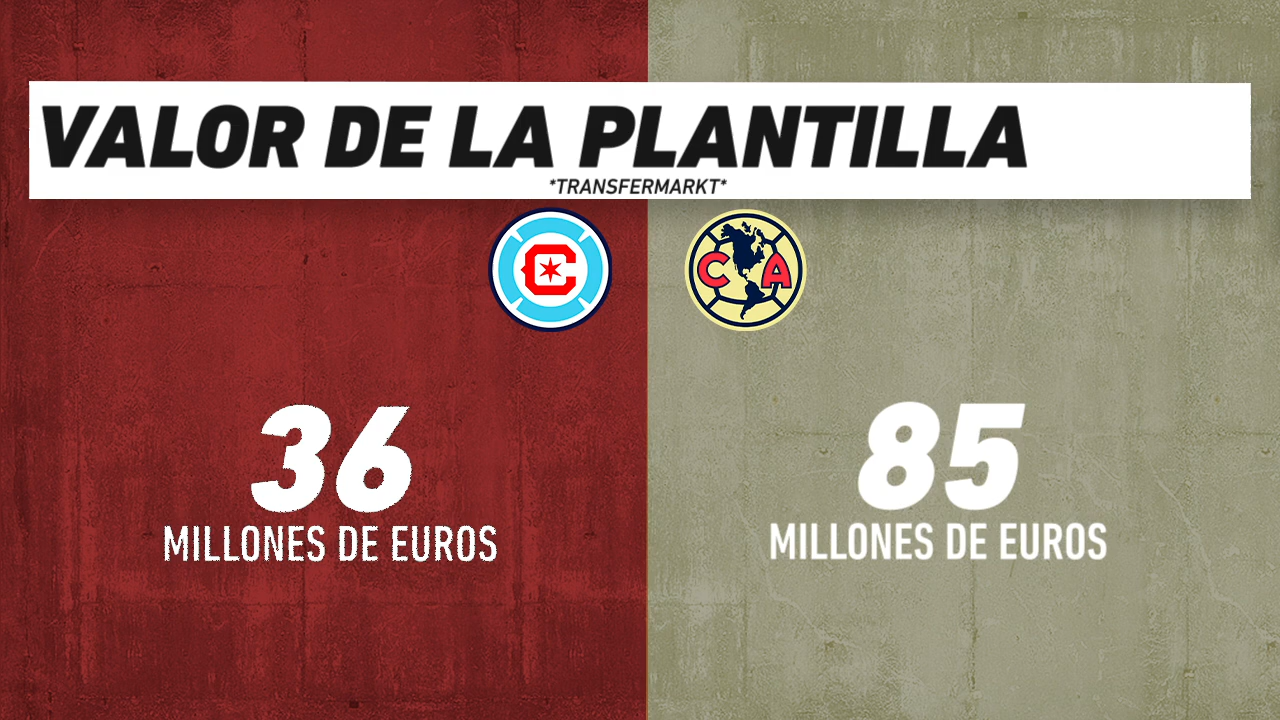 VALOR DE LA PLANTILLA
*TRANSFERMARKT*
C
C A
36
MILLONES DE EUROS
85
MILLONES DE EUROS